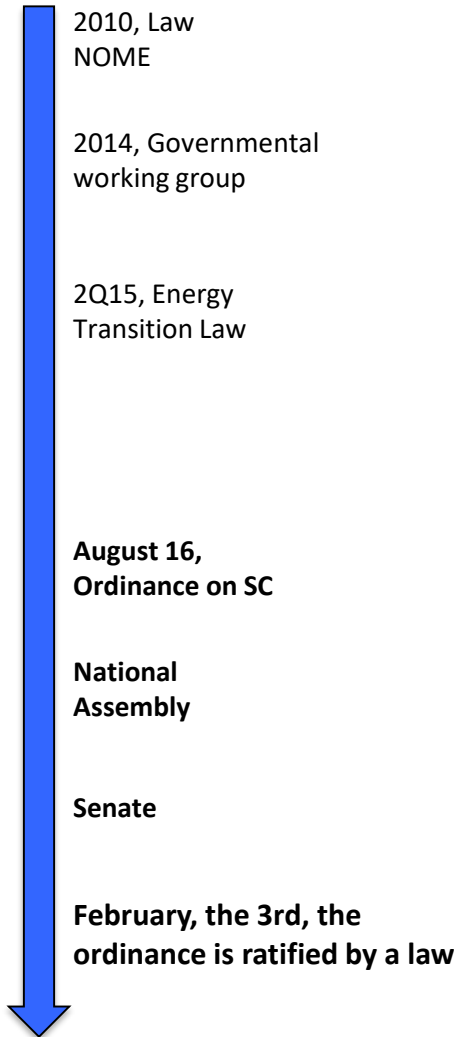 2010, Law
NOME
2014, Governmental
working group
2Q15, Energy
Transition Law
August 16,
Ordinance on SC
National
Assembly
Senate
February, the 3rd, the
ordinance is ratified by a law